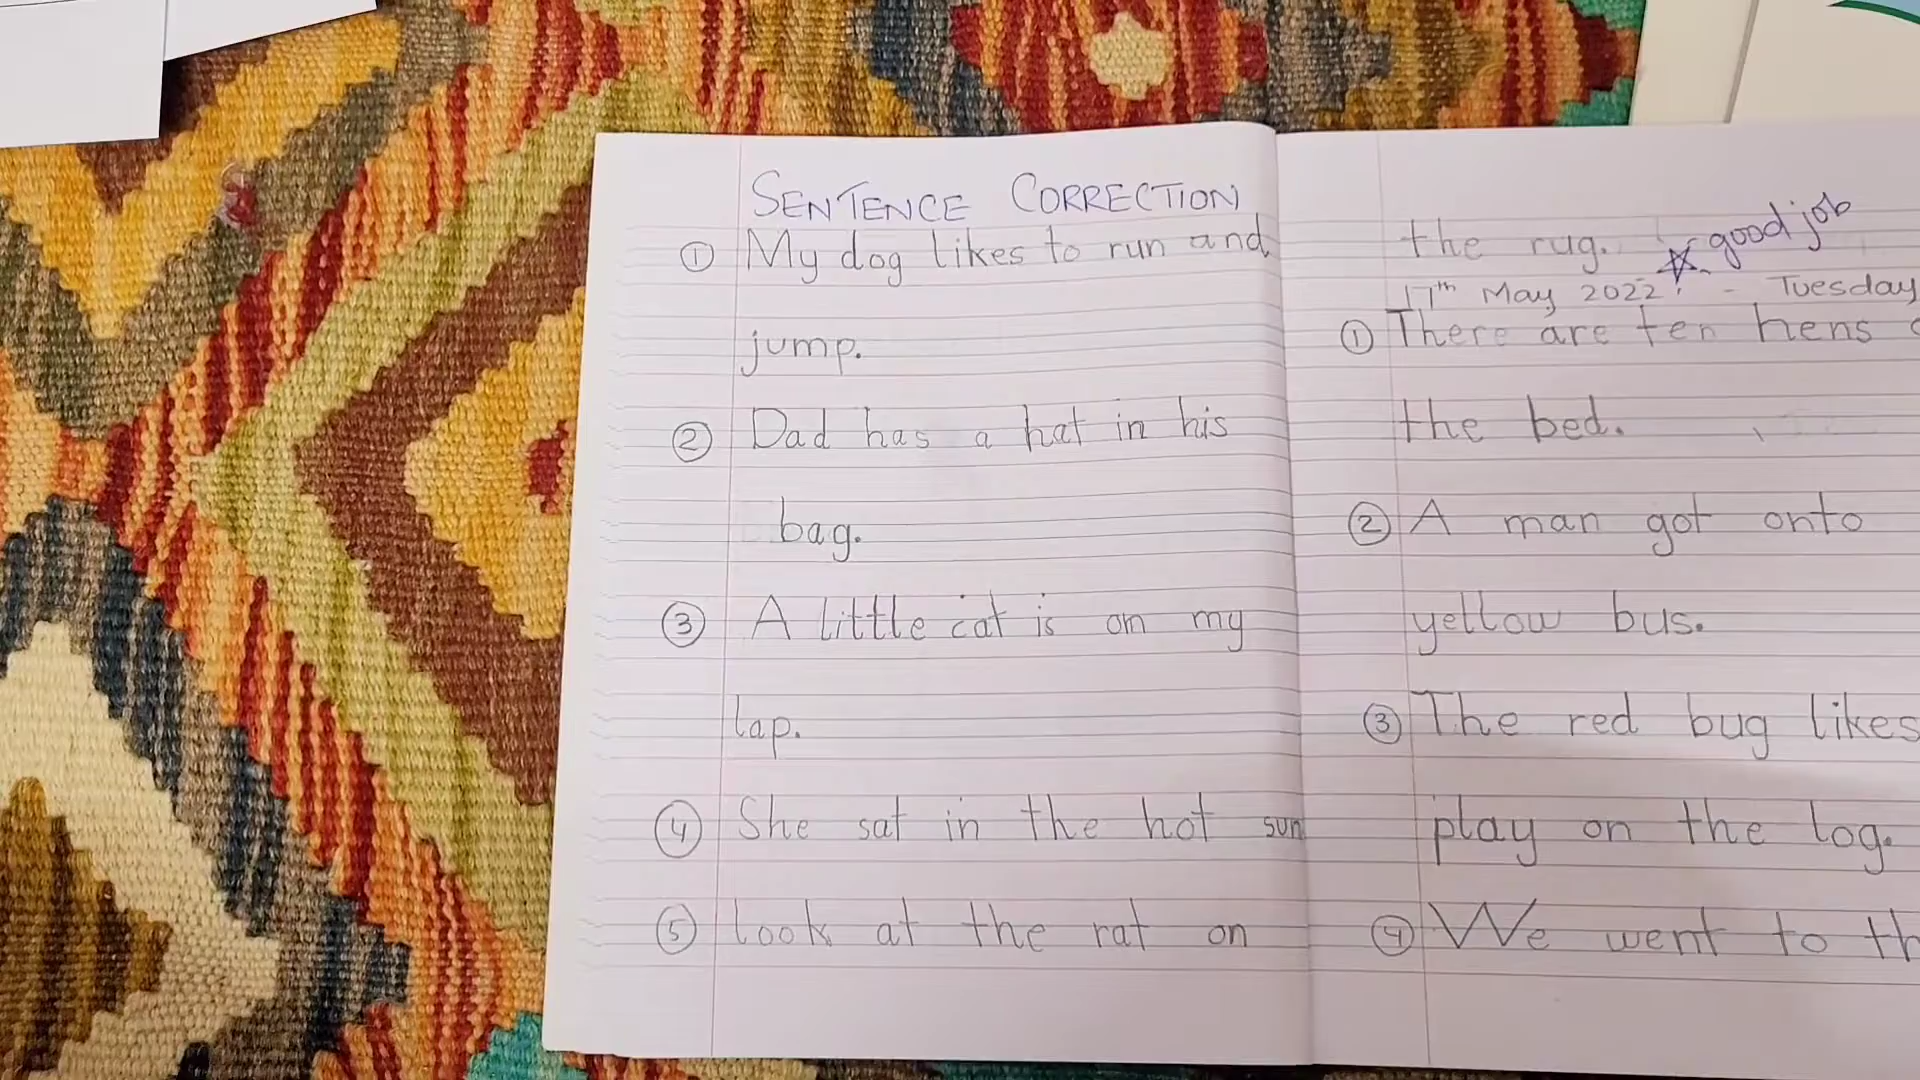 SENTENCE CORRECTION
① My dog likes to run and
jump.
② Dad has a hat in his
bag.
③ A little cat is on my
lap.
④ She sat in the hot sun
⑤ look at the rat on
the rug. good job
17th May 2022 - Tuesday
① There are ten hens
the bed.
② A man got onto
yellow bus.
③ The red bug likes
play on the log.
④ We went to th